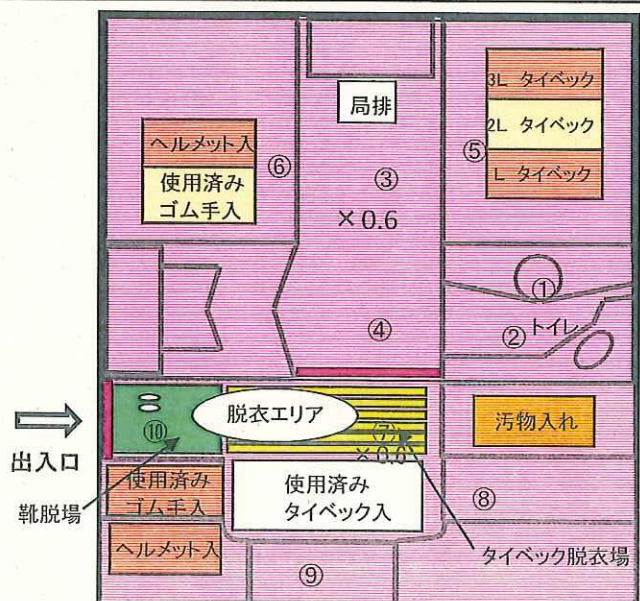 局排
3L タイベック
2L タイベック
L タイベック
⑤
ヘルメット入
使用済み
ゴム手入
⑥
③
×0.6
①
②
トイレ
④
出入口
⑩
脱衣エリア
⑦
×0.6
汚物入れ
靴脱場
使用済み
ゴム手入
ヘルメット入
使用済み
タイベック入
⑧
タイベック脱衣場
⑨